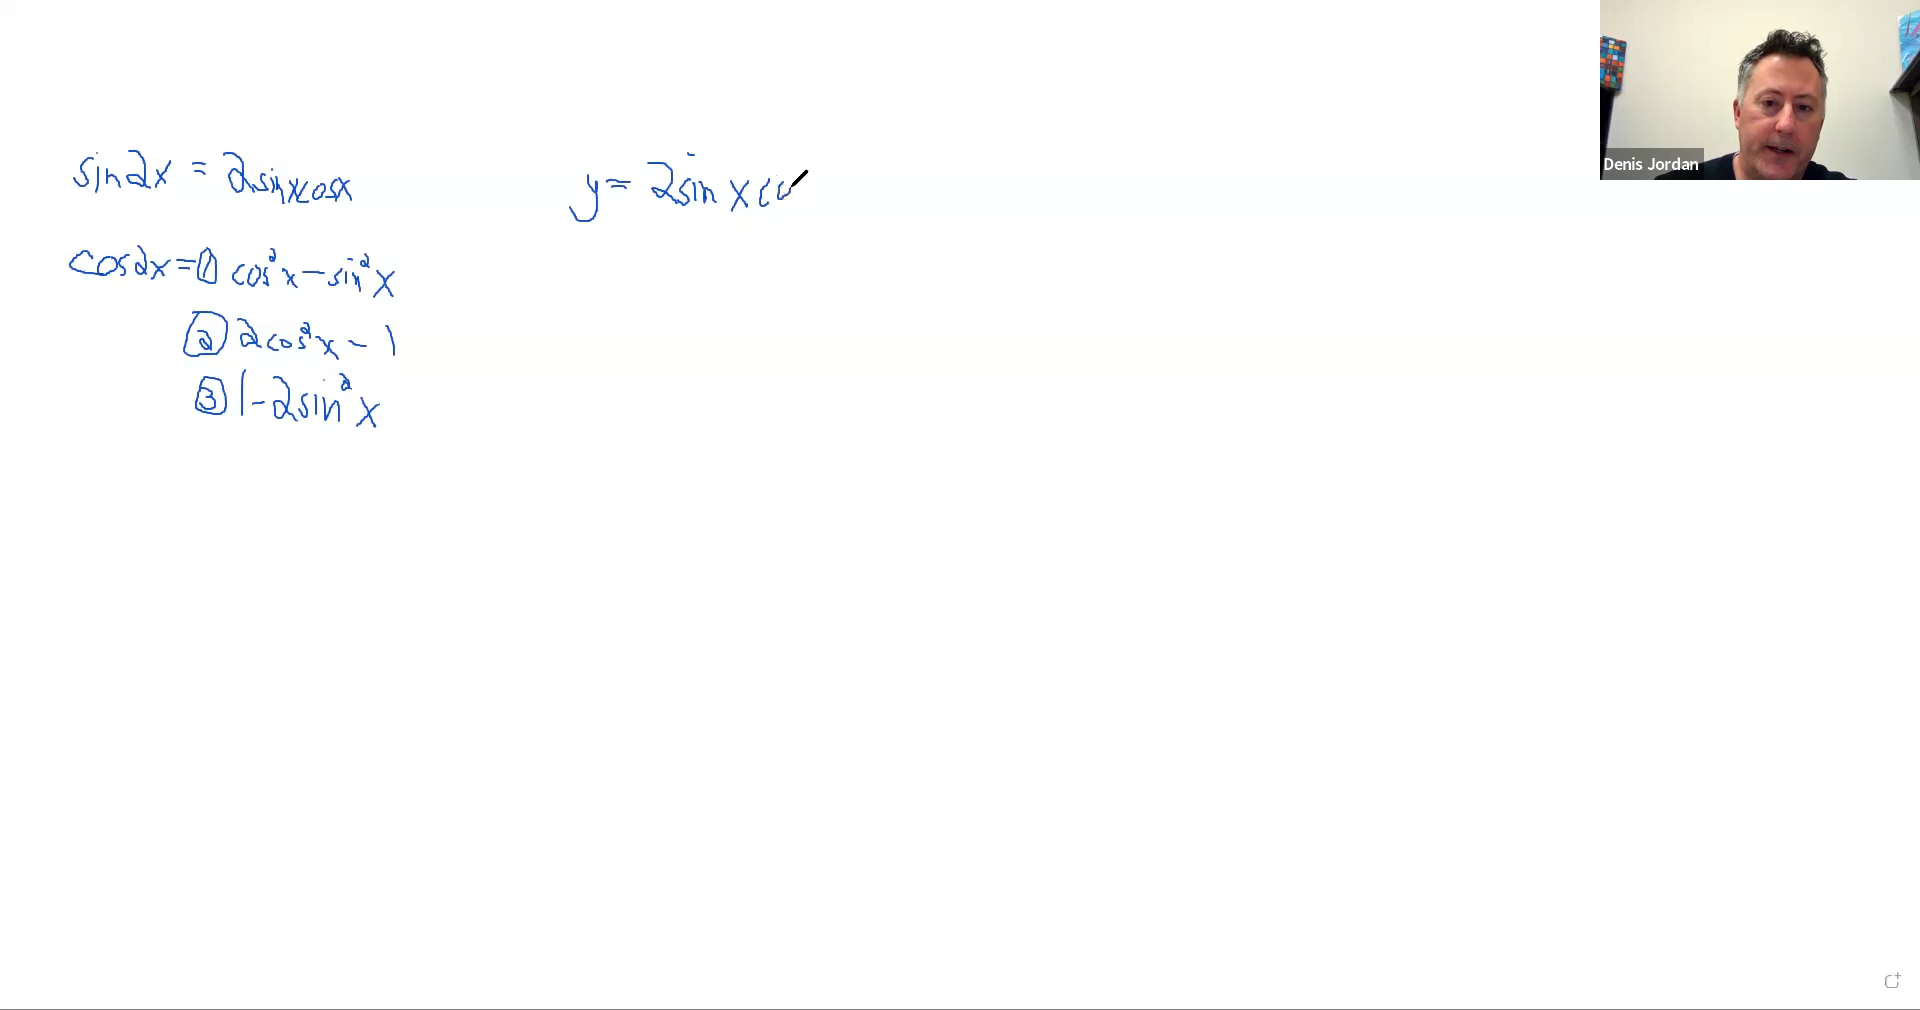 sin2x = 2sinxcosx
cos2x = ① cos²x - sin²x
② 2cos²x - 1
③ 1 - 2sin²x
y = 2sin x co
Denis Jordan